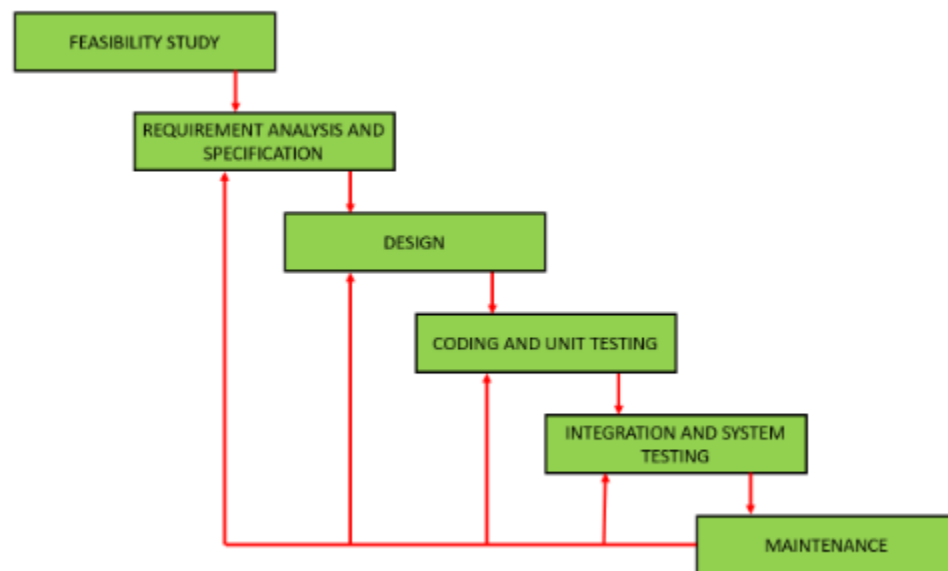 FEASIBILITY STUDY
REQUIREMENT ANALYSIS AND
SPECIFICATION
DESIGN
CODING AND UNIT TESTING
INTEGRATION AND SYSTEM
TESTING
MAINTENANCE